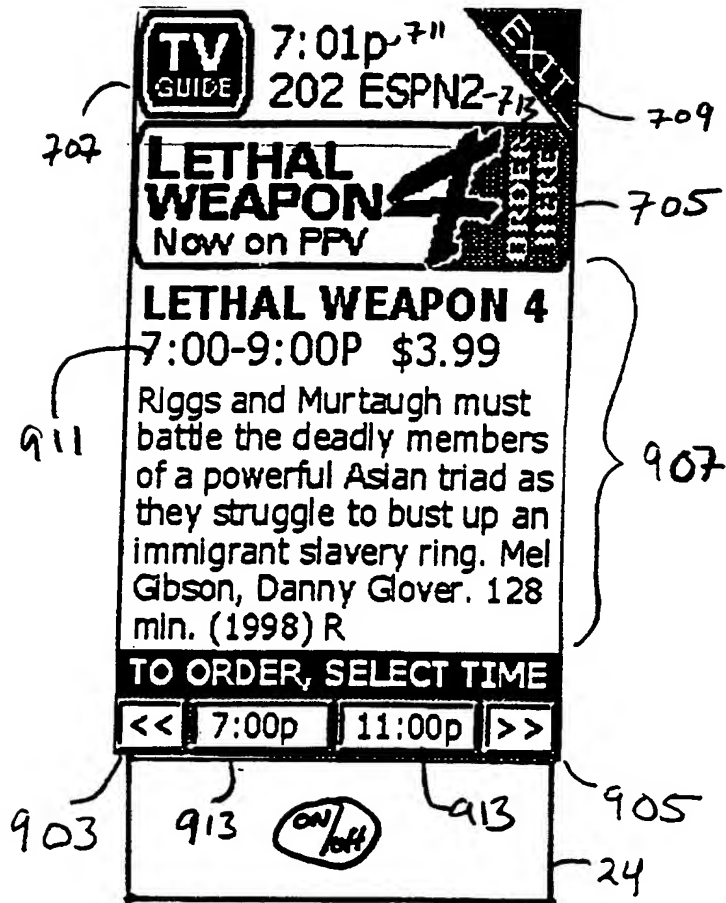 TV GUIDE
7:01p 711
EXIT
202 ESPN2-713
709
707
LETHAL WEAPON 4
ORDER HERE
Now on PPV
705
LETHAL WEAPON 4
7:00-9:00P $3.99
911
Riggs and Murtaugh must
battle the deadly members
of a powerful Asian triad as
they struggle to bust up an
immigrant slavery ring. Mel
Gibson, Danny Glover. 128
min. (1998) R
907
TO ORDER, SELECT TIME
<< 7:00p 11:00p >>
903 913 913 905
on/off
24